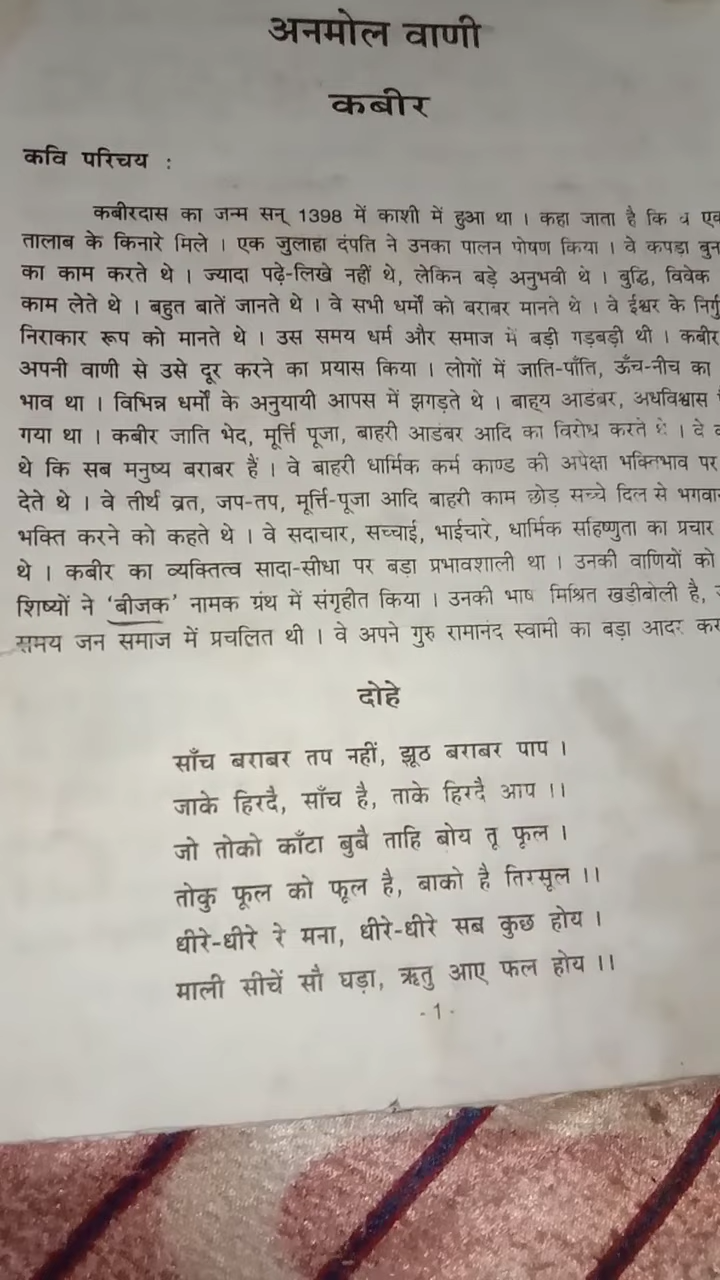 अनमोल वाणी
कबीर
कवि परिचय :
कबीरदास का जन्म सन् 1398 में काशी में हुआ था । कहा जाता है कि एक
तालाब के किनारे मिले । एक जुलाहा दंपति ने उनका पालन पोषण किया । वे कपड़ा बुन
का काम करते थे । ज्यादा पढ़े-लिखे नहीं थे, लेकिन बड़े अनुभवी थे । बुद्धि, विवेक
काम लेते थे । बहुत बातें जानते थे । वे सभी धर्मों को बराबर मानते थे । वे ईश्वर के निर्गु
निराकार रूप को मानते थे । उस समय धर्म और समाज में बड़ी गड़बड़ी थी । कबीर
अपनी वाणी से उसे दूर करने का प्रयास किया । लोगों में जाति-पाँति, ऊँच-नीच का
भाव था । विभिन्न धर्मों के अनुयायी आपस में झगड़ते थे । बाह्य आडंबर, अधविश्वास
गया था । कबीर जाति भेद, मूर्त्ति पूजा, बाहरी आडंबर आदि का विरोध करते थे । वे
थे कि सब मनुष्य बराबर हैं । वे बाहरी धार्मिक कर्म काण्ड की अपेक्षा भक्तिभाव पर
देते थे । वे तीर्थ व्रत, जप-तप, मूर्त्ति-पूजा आदि बाहरी काम छोड़ सच्चे दिल से भगवा
भक्ति करने को कहते थे । वे सदाचार, सच्चाई, भाईचारे, धार्मिक सहिष्णुता का प्रचार
थे । कबीर का व्यक्तित्व सादा-सीधा पर बड़ा प्रभावशाली था । उनकी वाणियों को
शिष्यों ने ‘बीजक’ नामक ग्रंथ में संगृहीत किया । उनकी भाष मिश्रित खड़ीबोली है,
समय जन समाज में प्रचलित थी । वे अपने गुरु रामानंद स्वामी का बड़ा आदर कर
दोहे
साँच बराबर तप नहीं, झूठ बराबर पाप ।
जाके हिरदै, साँच है, ताके हिरदै आप ।।
जो तोको काँटा बुबै ताहि बोय तू फूल ।
तोकु फूल को फूल है, बाको है तिरसूल ।।
धीरे-धीरे रे मना, धीरे-धीरे सब कुछ होय ।
माली सीचें सौ घड़ा, ऋतु आए फल होय ।।
- 1 -